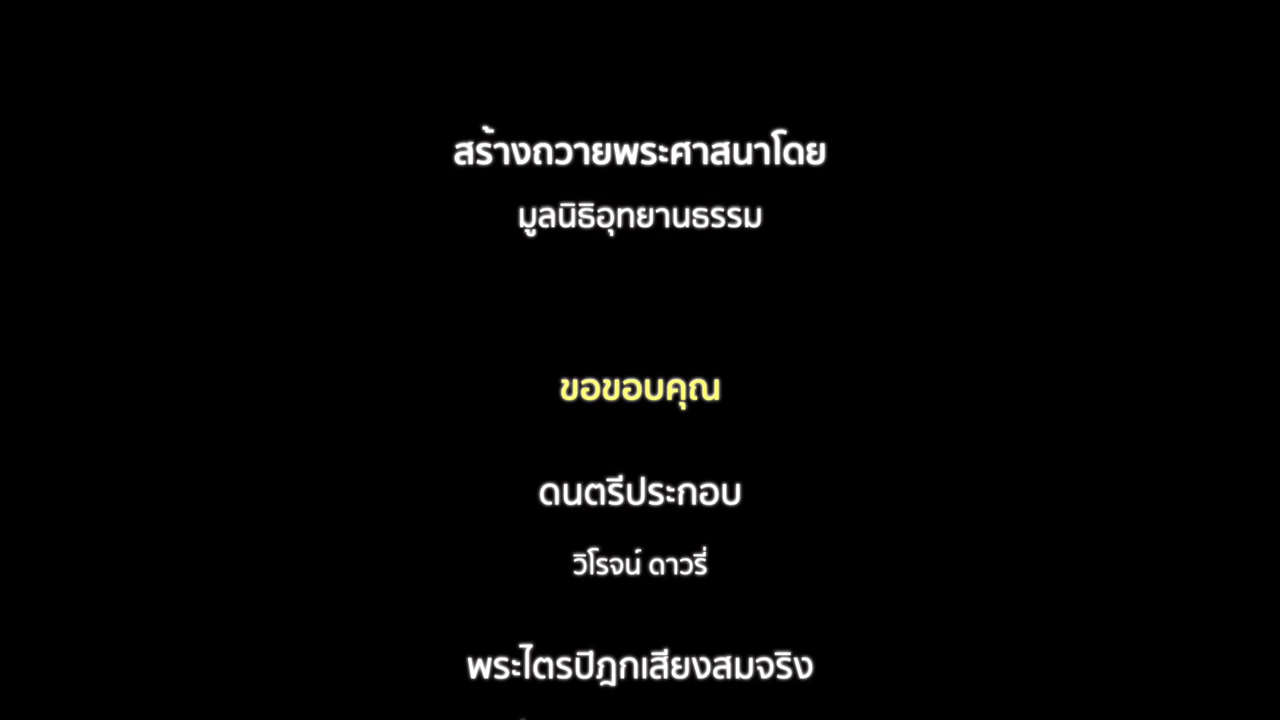 สร้างถวายพระศาสนาโดย
มูลนิธิอุทยานธรรม
ขอขอบคุณ
ดนตรีประกอบ
วิโรจน์ ดาวรี่
พระไตรปิฎกเสียงสมจริง